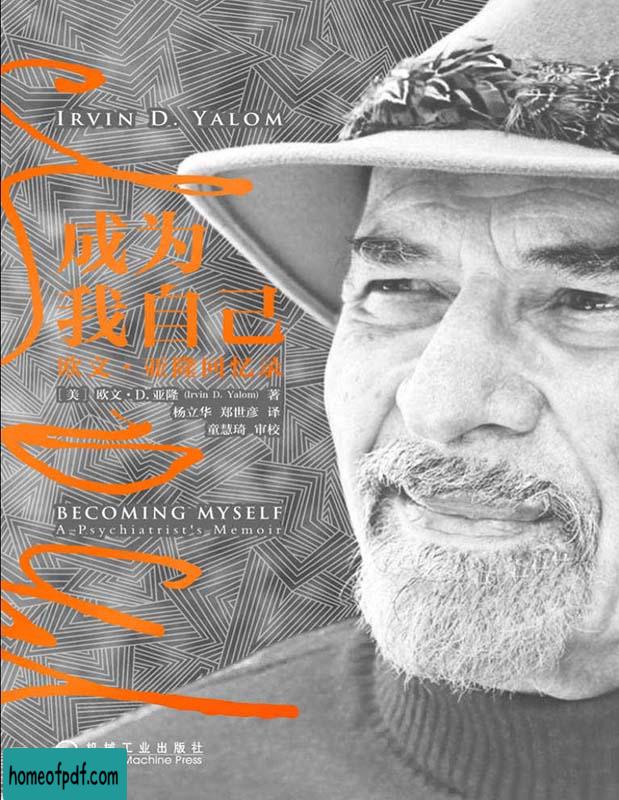 IRVIN D. YALOM
成为
我自己
欧文·亚隆回忆录
[美] 欧文·D. 亚隆 (Irvin D. Yalom) 著
杨立华 郑世彦 译
童慧琦 审校
BECOMING MYSELF
A Psychiatrist's Memoir
机械工业出版社
Machine Press
homeofpdf.com